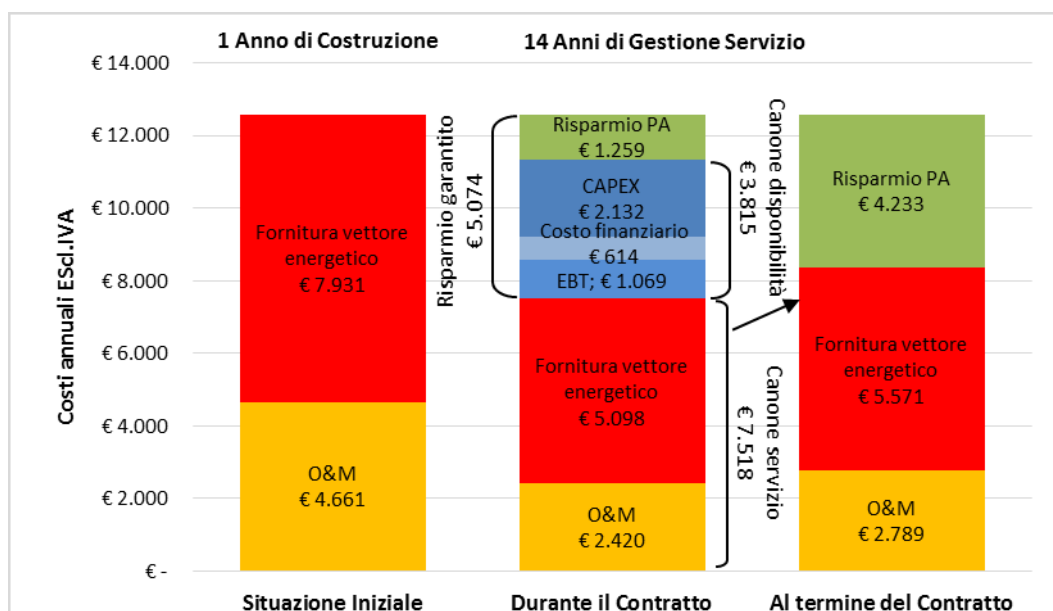 1 Anno di Costruzione
14 Anni di Gestione Servizio
Costi annuali EScl.IVA
€ 14.000
€ 12.000
€ 10.000
€ 8.000
€ 6.000
€ 4.000
€ 2.000
€ -
Fornitura vettore
energetico
€ 7.931
O&M
€ 4.661
Risparmio garantito
€ 5.074
Risparmio PA
€ 1.259
CAPEX
€ 2.132
Costo finanziario
€ 614
EBT; € 1.069
Fornitura vettore
energetico
€ 5.098
O&M
€ 2.420
Canone disponibilità
€ 3.815
Canone servizio
€ 7.518
Risparmio PA
€ 4.233
Fornitura vettore
energetico
€ 5.571
O&M
€ 2.789
Situazione Iniziale
Durante il Contratto
Al termine del Contratto